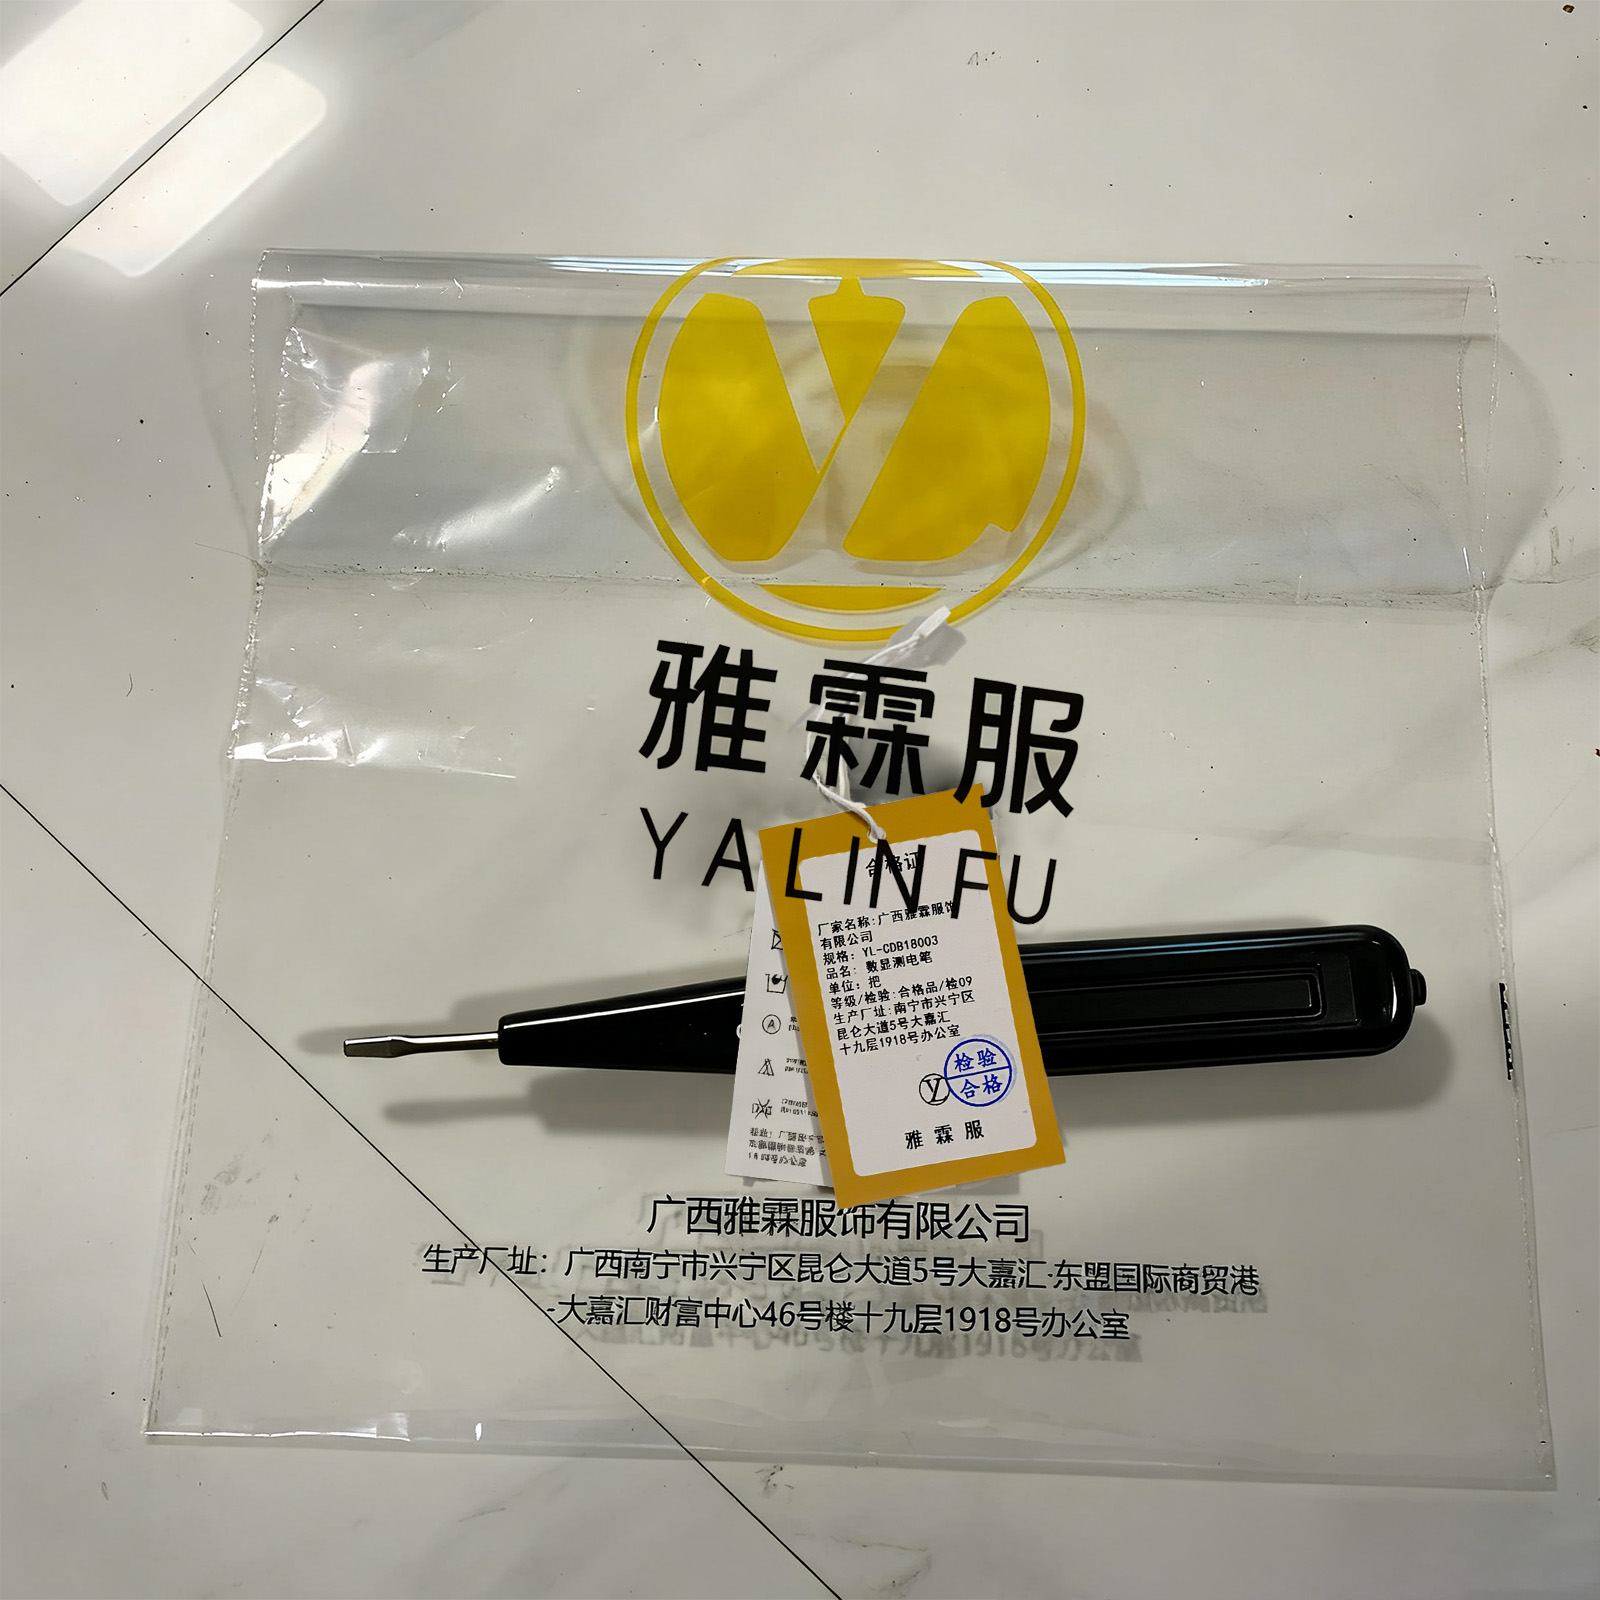 雅霖服
YALINFU
合格证
厂家名称:广西雅霖服饰
有限公司
规格: YL-CDB18003
品名: 数显测电笔
单位: 把
等级/检验:合格品/检09
生产厂址:南宁市兴宁区
昆仑大道5号大嘉汇
十九层1918号办公室
检验
合格
雅霖服
广西雅霖服饰有限公司
生产厂址：广西南宁市兴宁区昆仑大道5号大嘉汇·东盟国际商贸港
-大嘉汇财富中心46号楼十九层1918号办公室